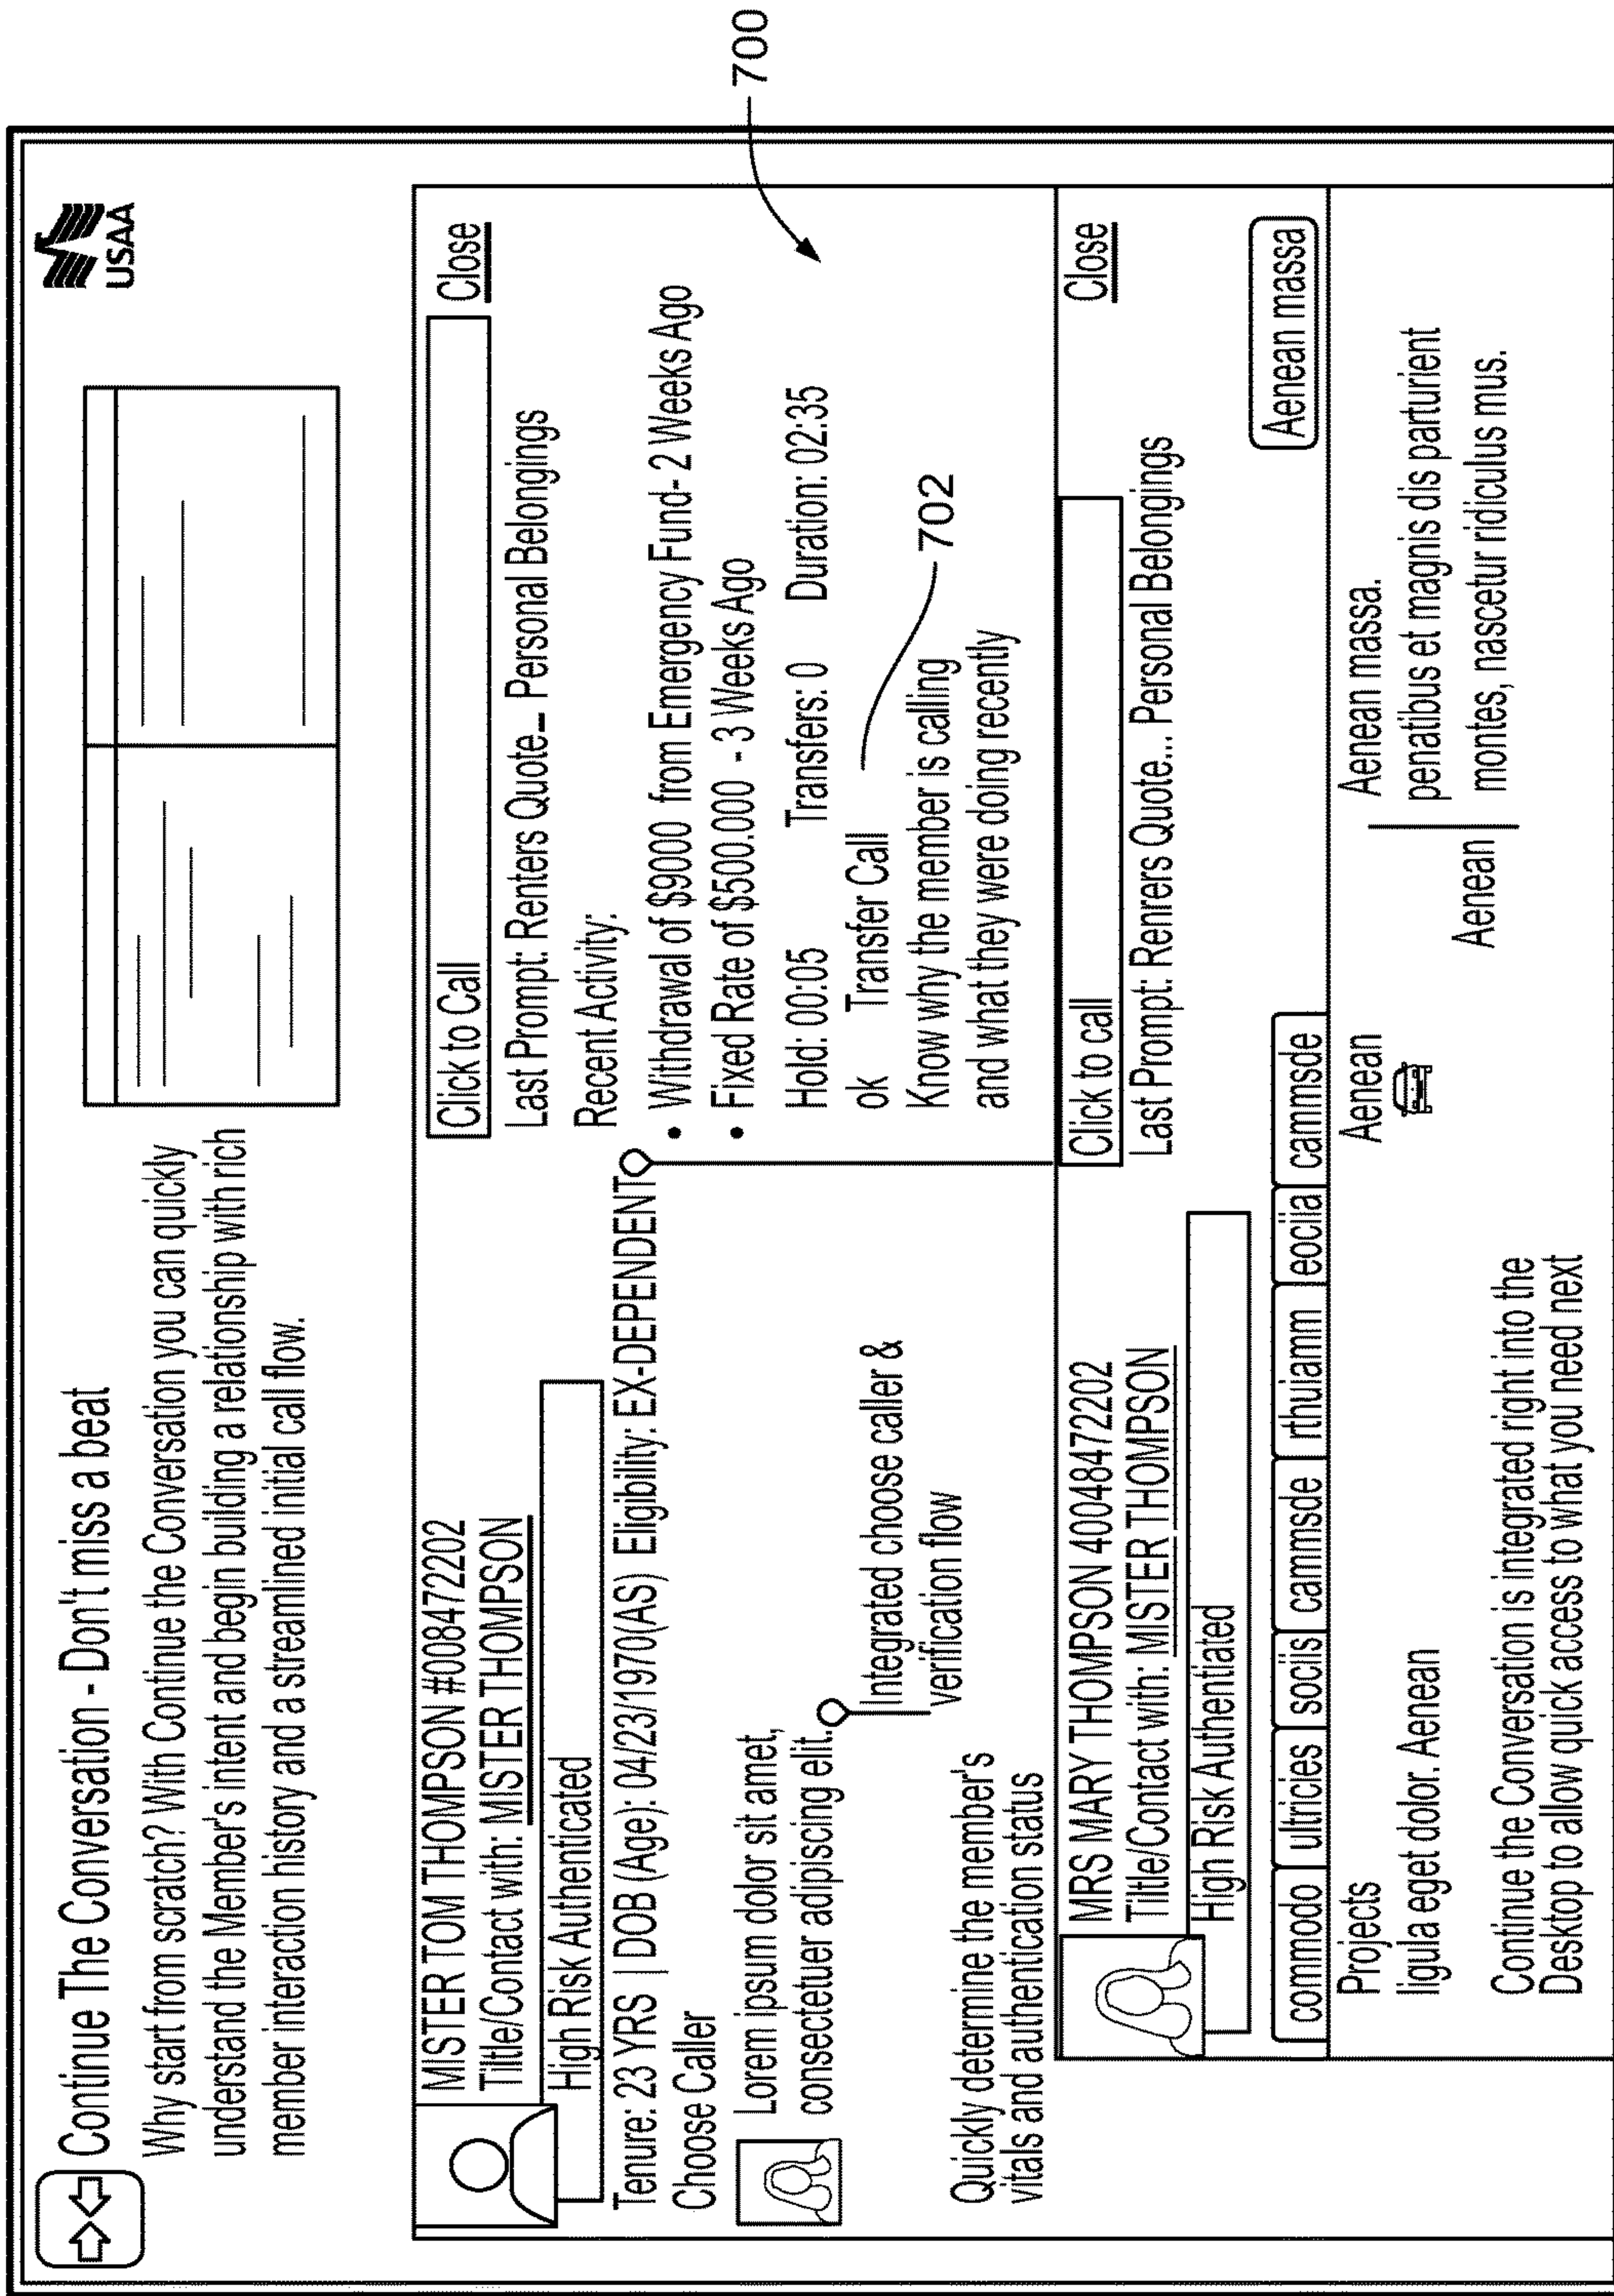 Continue The Conversation - Don't miss a beat
Why start from scratch? With Continue the Conversation you can quickly
understand the Member's intent and begin building a relationship with rich
member interaction history and a streamlined initial call flow.
USAA
MISTER TOM THOMPSON #008472202
Tiltle/Contact with: MISTER THOMPSON
High Risk Authenticated
Tenure: 23 YRS | DOB (Age): 04/23/1970(AS) Eligibility: EX-DEPENDENT
Choose Caller
Lorem ipsum dolor sit amet,
consectetuer adipiscing elit.
Integrated choose caller &
verification flow
Quickly determine the member's
vitals and authentication status
Click to Call
Close
Last Prompt: Renters Quote... Personal Belongings
Recent Activity:
• Withdrawal of $9000 from Emergency Fund- 2 Weeks Ago
• Fixed Rate of $500.000 - 3 Weeks Ago
Hold: 00:05 Transfers: 0 Duration: 02:35
ok Transfer Call
Know why the member is calling
and what they were doing recently
702
700
MRS MARY THOMPSON 40048472202
Tiltle/Contact with: MISTER THOMPSON
High Risk Authentiated
Click to call
Close
Last Prompt: Renrers Quote... Personal Belongings
Aenean massa
commodo ultricies sociis cammsde rthuiamm eociia cammsde
Projects
ligula eget dolor. Aenean
Aenean
Aenean
Aenean massa.
penatibus et magnis dis parturient
montes, nascetur ridiculus mus.
Continue the Conversation is integrated right into the
Desktop to allow quick access to what you need next